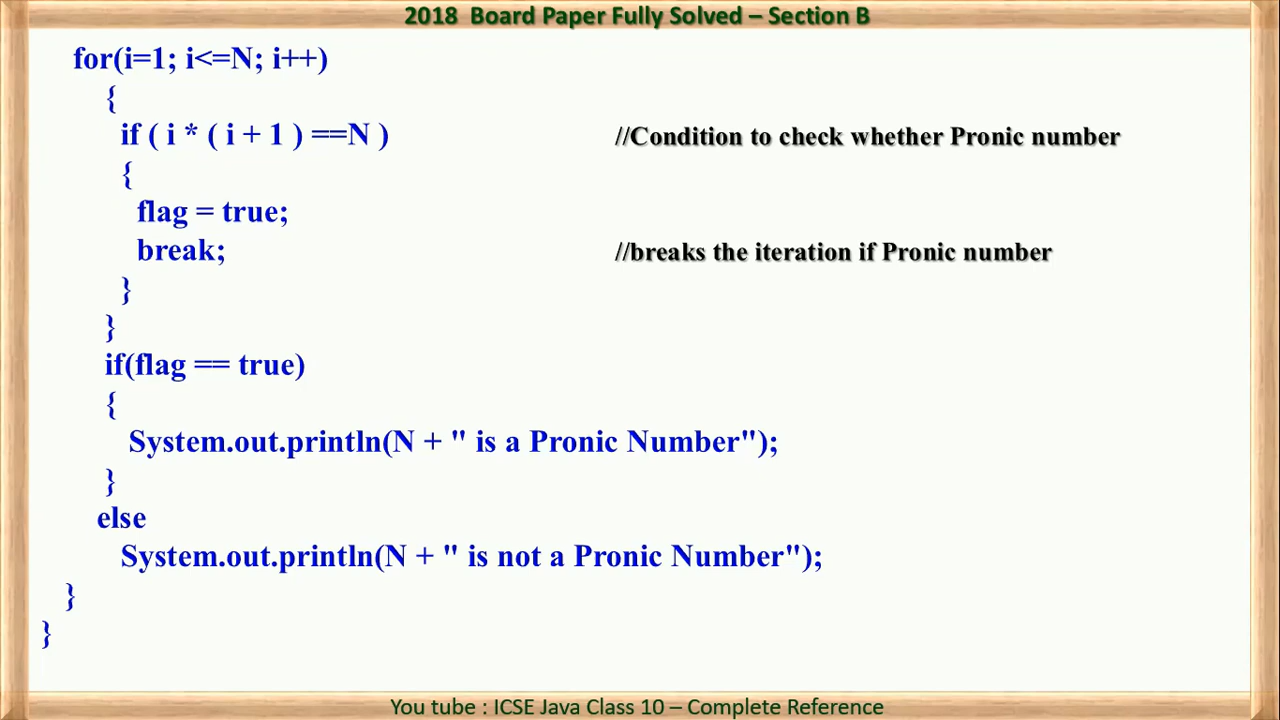 2018 Board Paper Fully Solved – Section B
for(i=1; i<=N; i++)
{
if ( i * ( i + 1 ) ==N ) //Condition to check whether Pronic number
{
flag = true;
break; //breaks the iteration if Pronic number
}
}
if(flag == true)
{
System.out.println(N + " is a Pronic Number");
}
else
System.out.println(N + " is not a Pronic Number");
}
}
You tube : ICSE Java Class 10 – Complete Reference